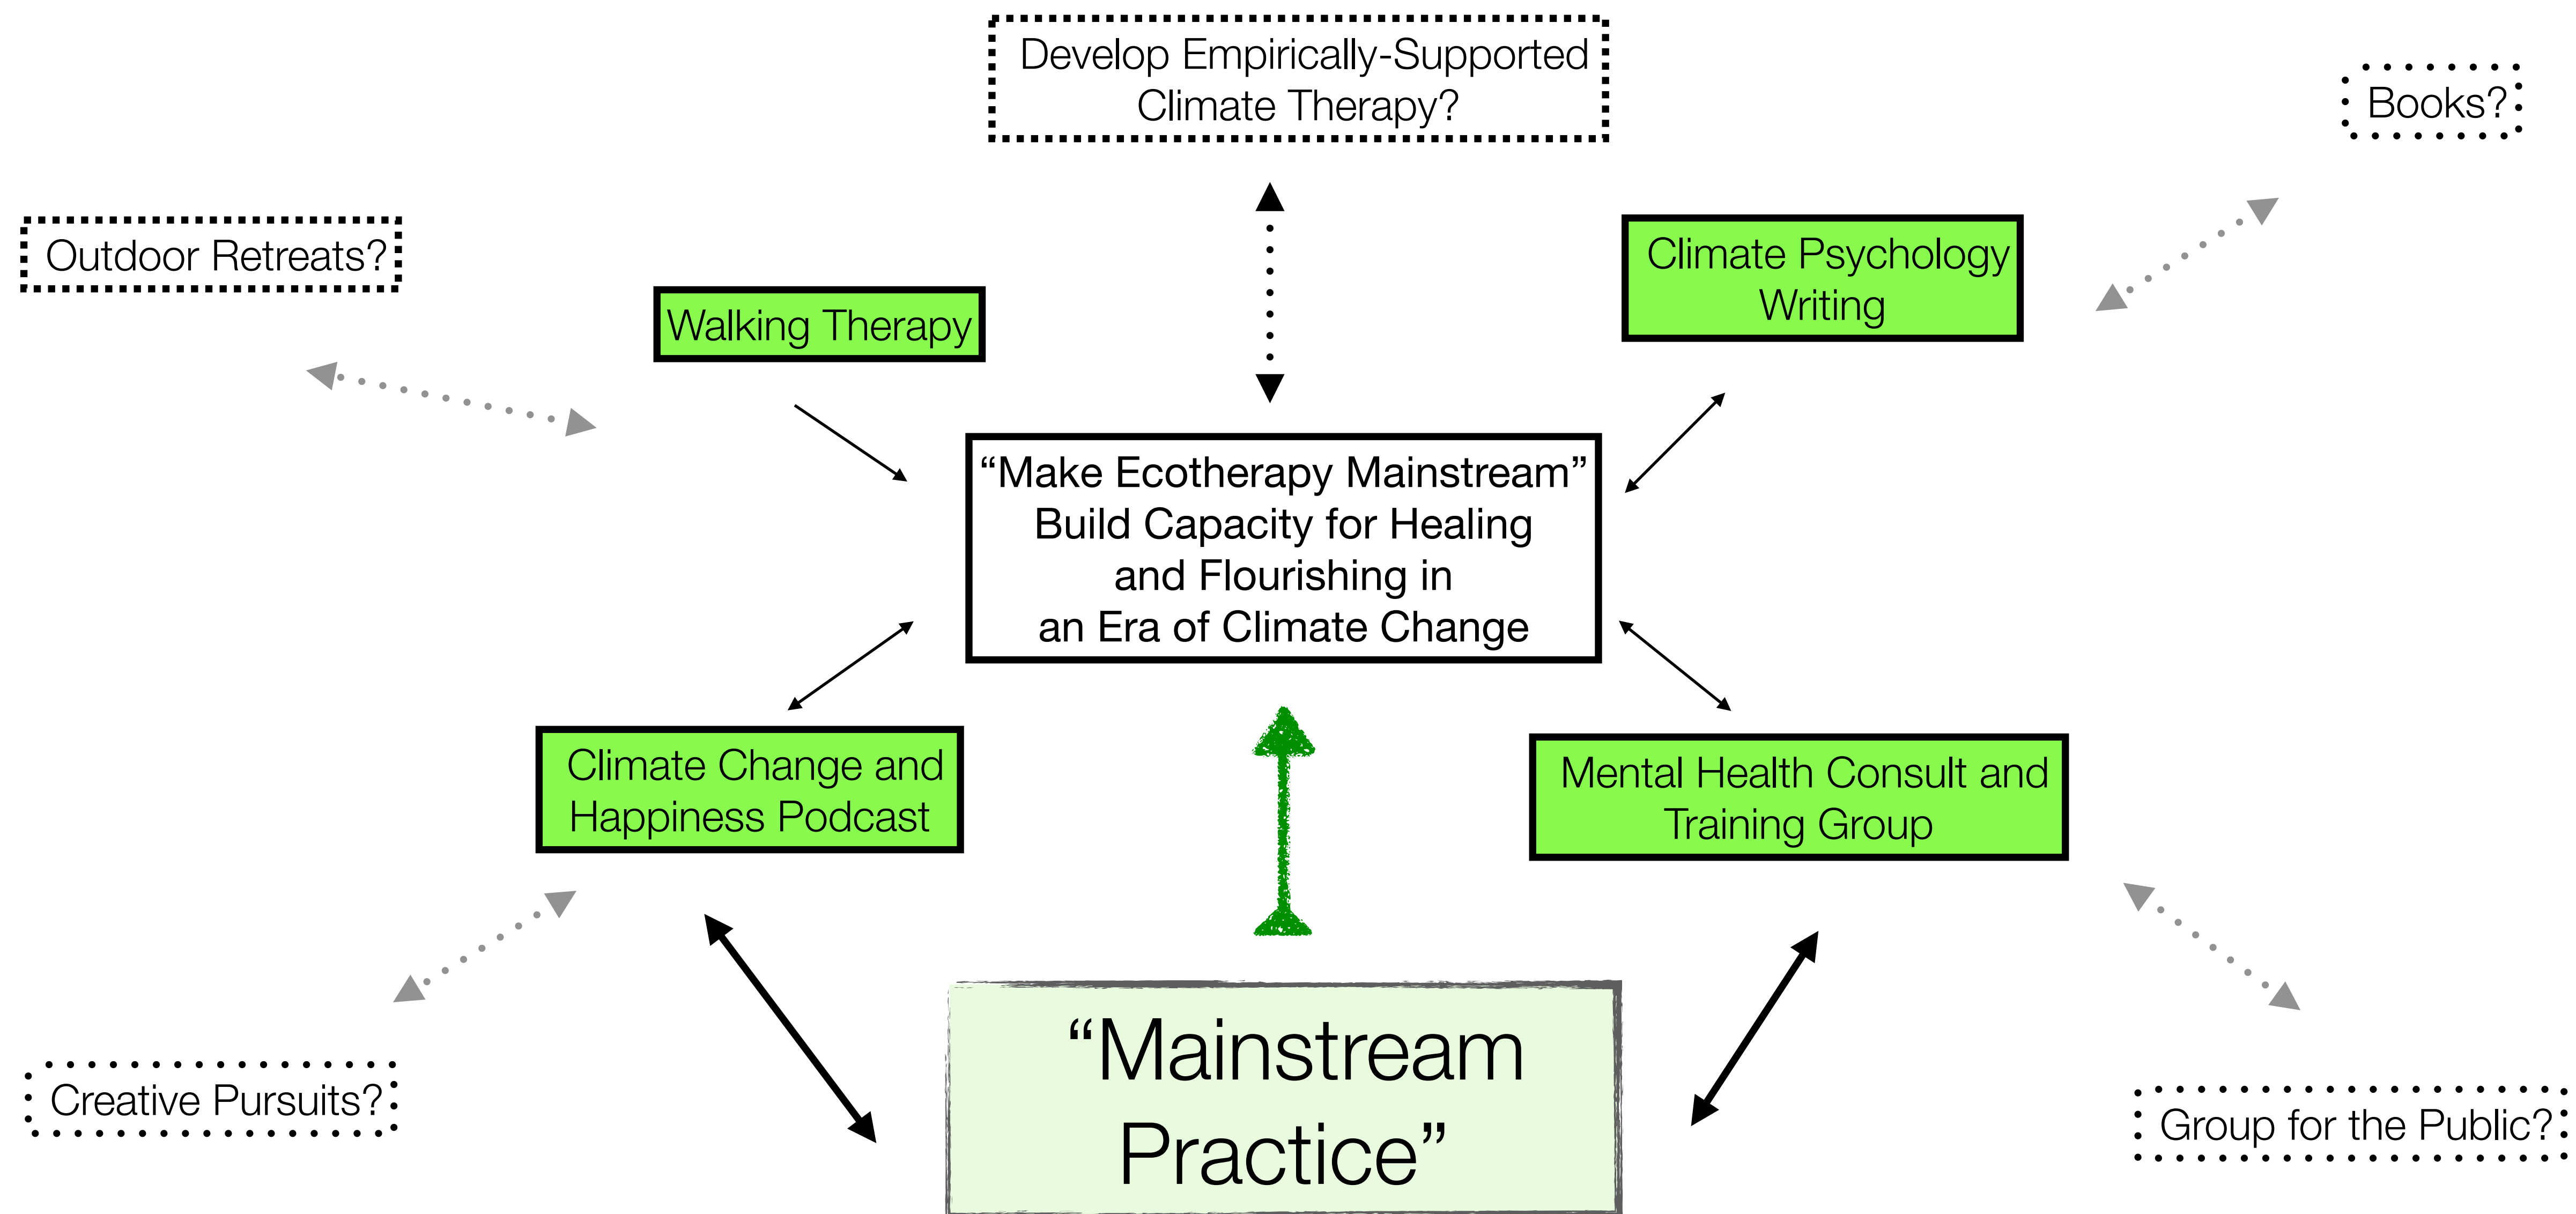 Develop Empirically-Supported
Climate Therapy?
Books?
Outdoor Retreats?
Climate Psychology
Writing
Walking Therapy
“Make Ecotherapy Mainstream”
Build Capacity for Healing
and Flourishing in
an Era of Climate Change
Climate Change and
Happiness Podcast
Mental Health Consult and
Training Group
“Mainstream
Practice”
Creative Pursuits?
Group for the Public?